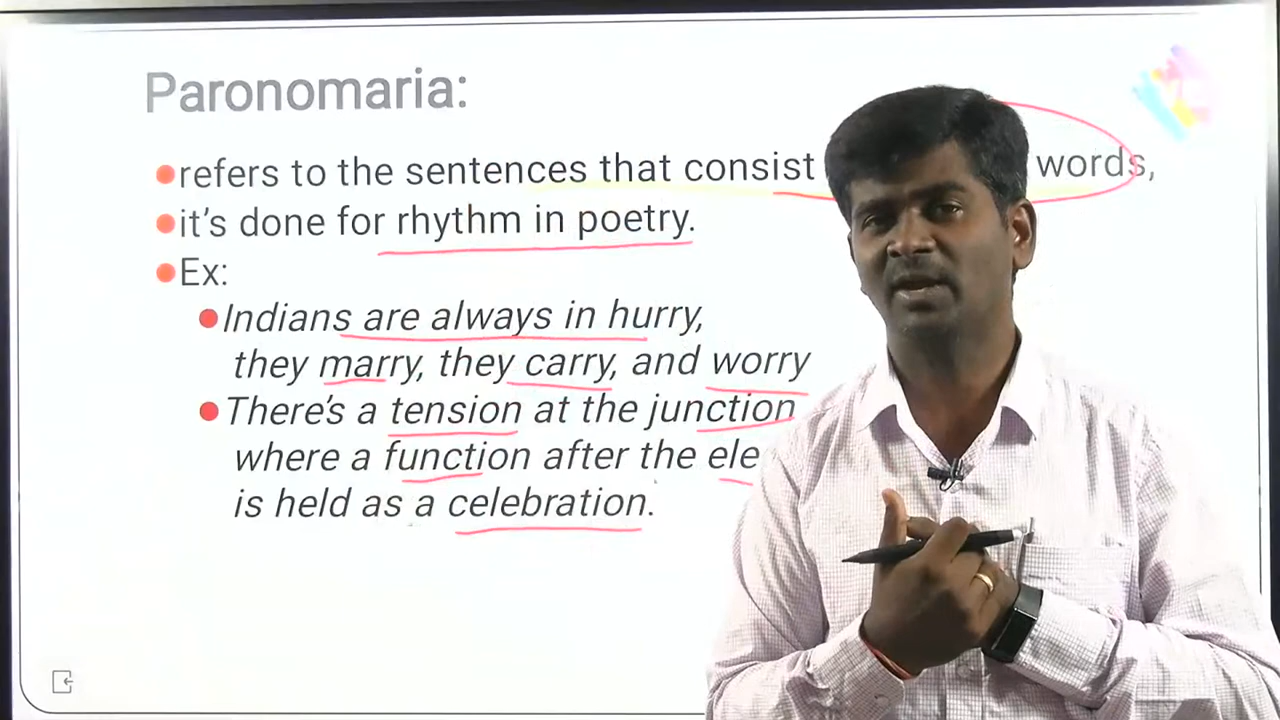 Paronomaria:
refers to the sentences that consist words,
it's done for rhythm in poetry.
Ex:
Indians are always in hurry,
they marry, they carry, and worry
There's a tension at the junction
where a function after the ele
is held as a celebration.